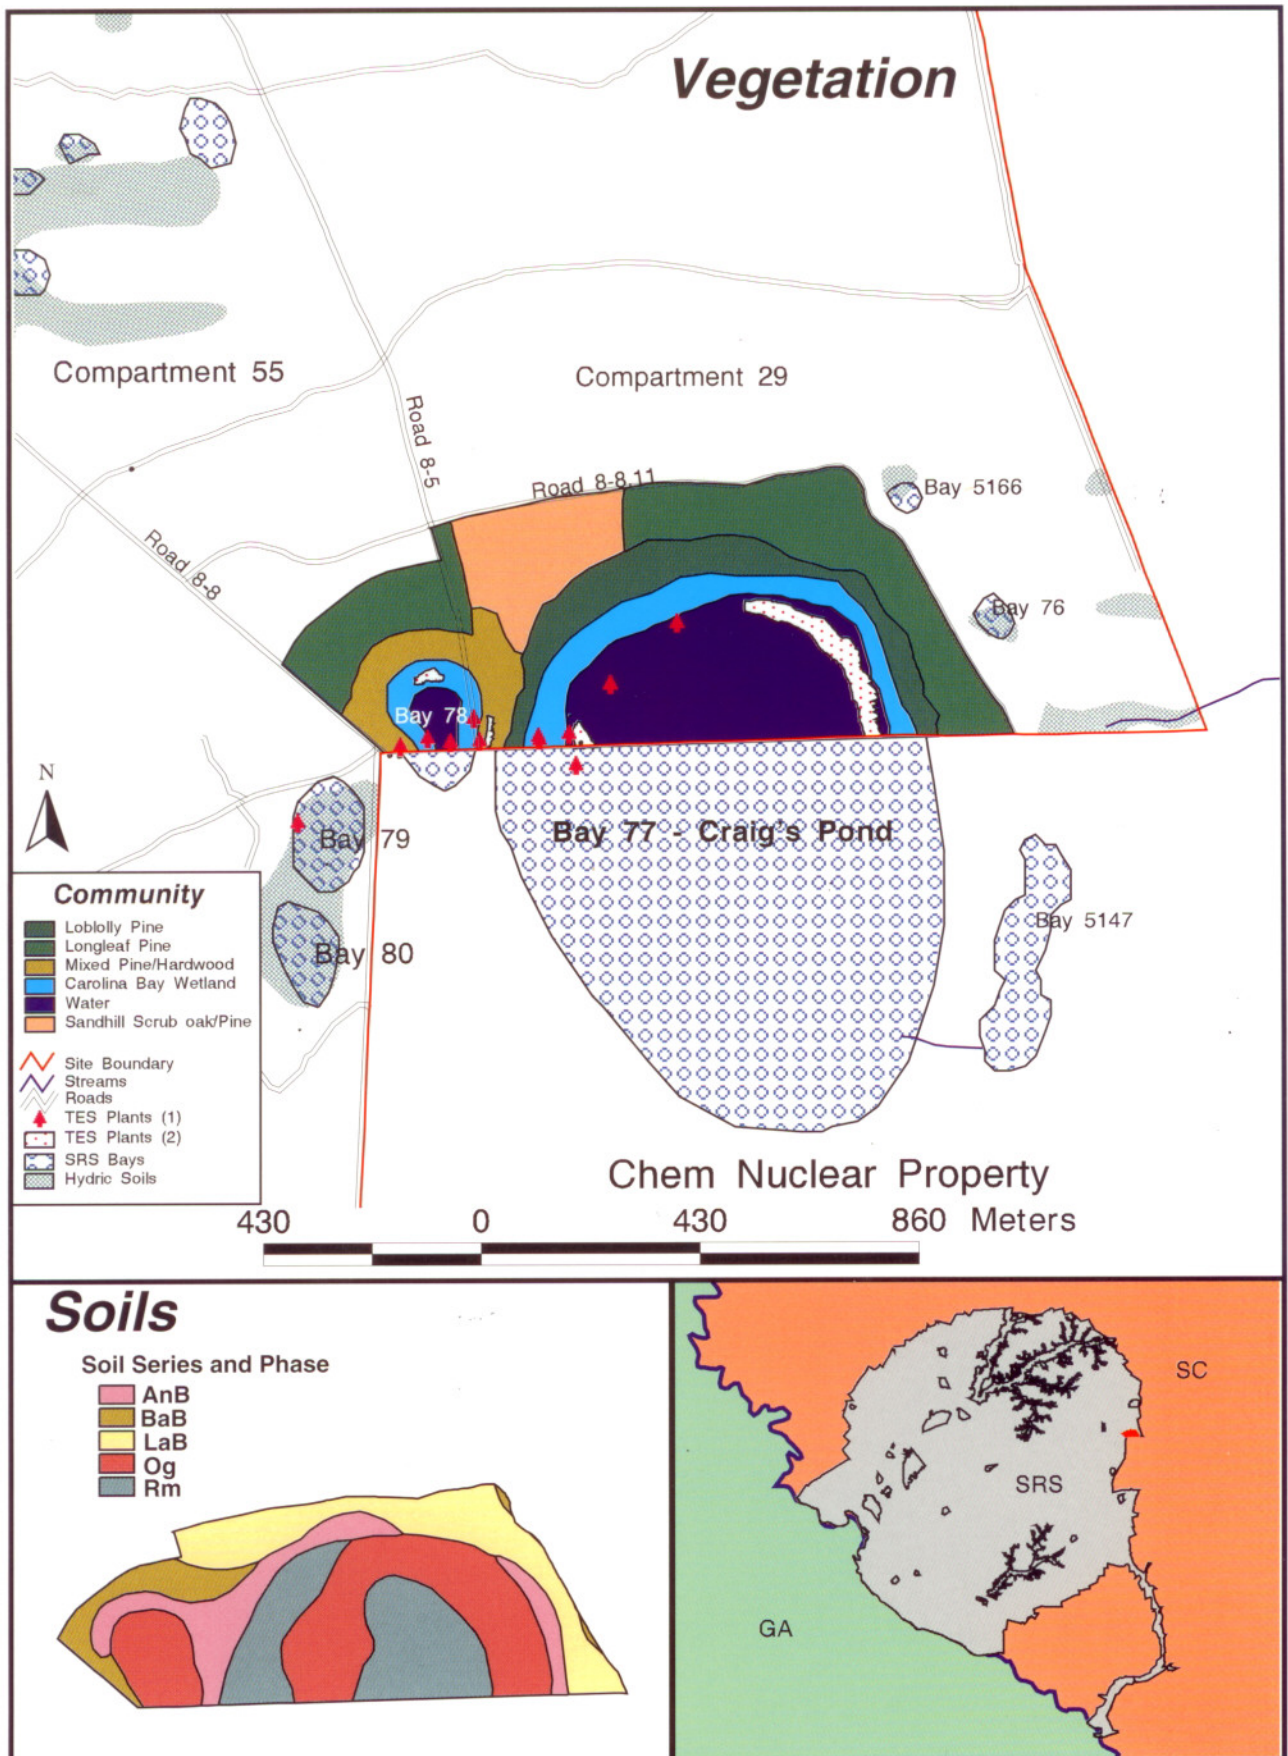 Vegetation
Compartment 55
Compartment 29
Road 8-5
Road 8-8.11
Bay 5166
Road 8-8
Bay 76
Bay 78
N
Bay 79
Bay 77 - Craig's Pond
Bay 5147
Bay 80
Community
Loblolly Pine
Longleaf Pine
Mixed Pine/Hardwood
Carolina Bay Wetland
Water
Sandhill Scrub oak/Pine
Site Boundary
Streams
Roads
TES Plants (1)
TES Plants (2)
SRS Bays
Hydric Soils
Chem Nuclear Property
430 0 430 860 Meters
Soils
Soil Series and Phase
AnB
BaB
LaB
Og
Rm
SC
SRS
GA